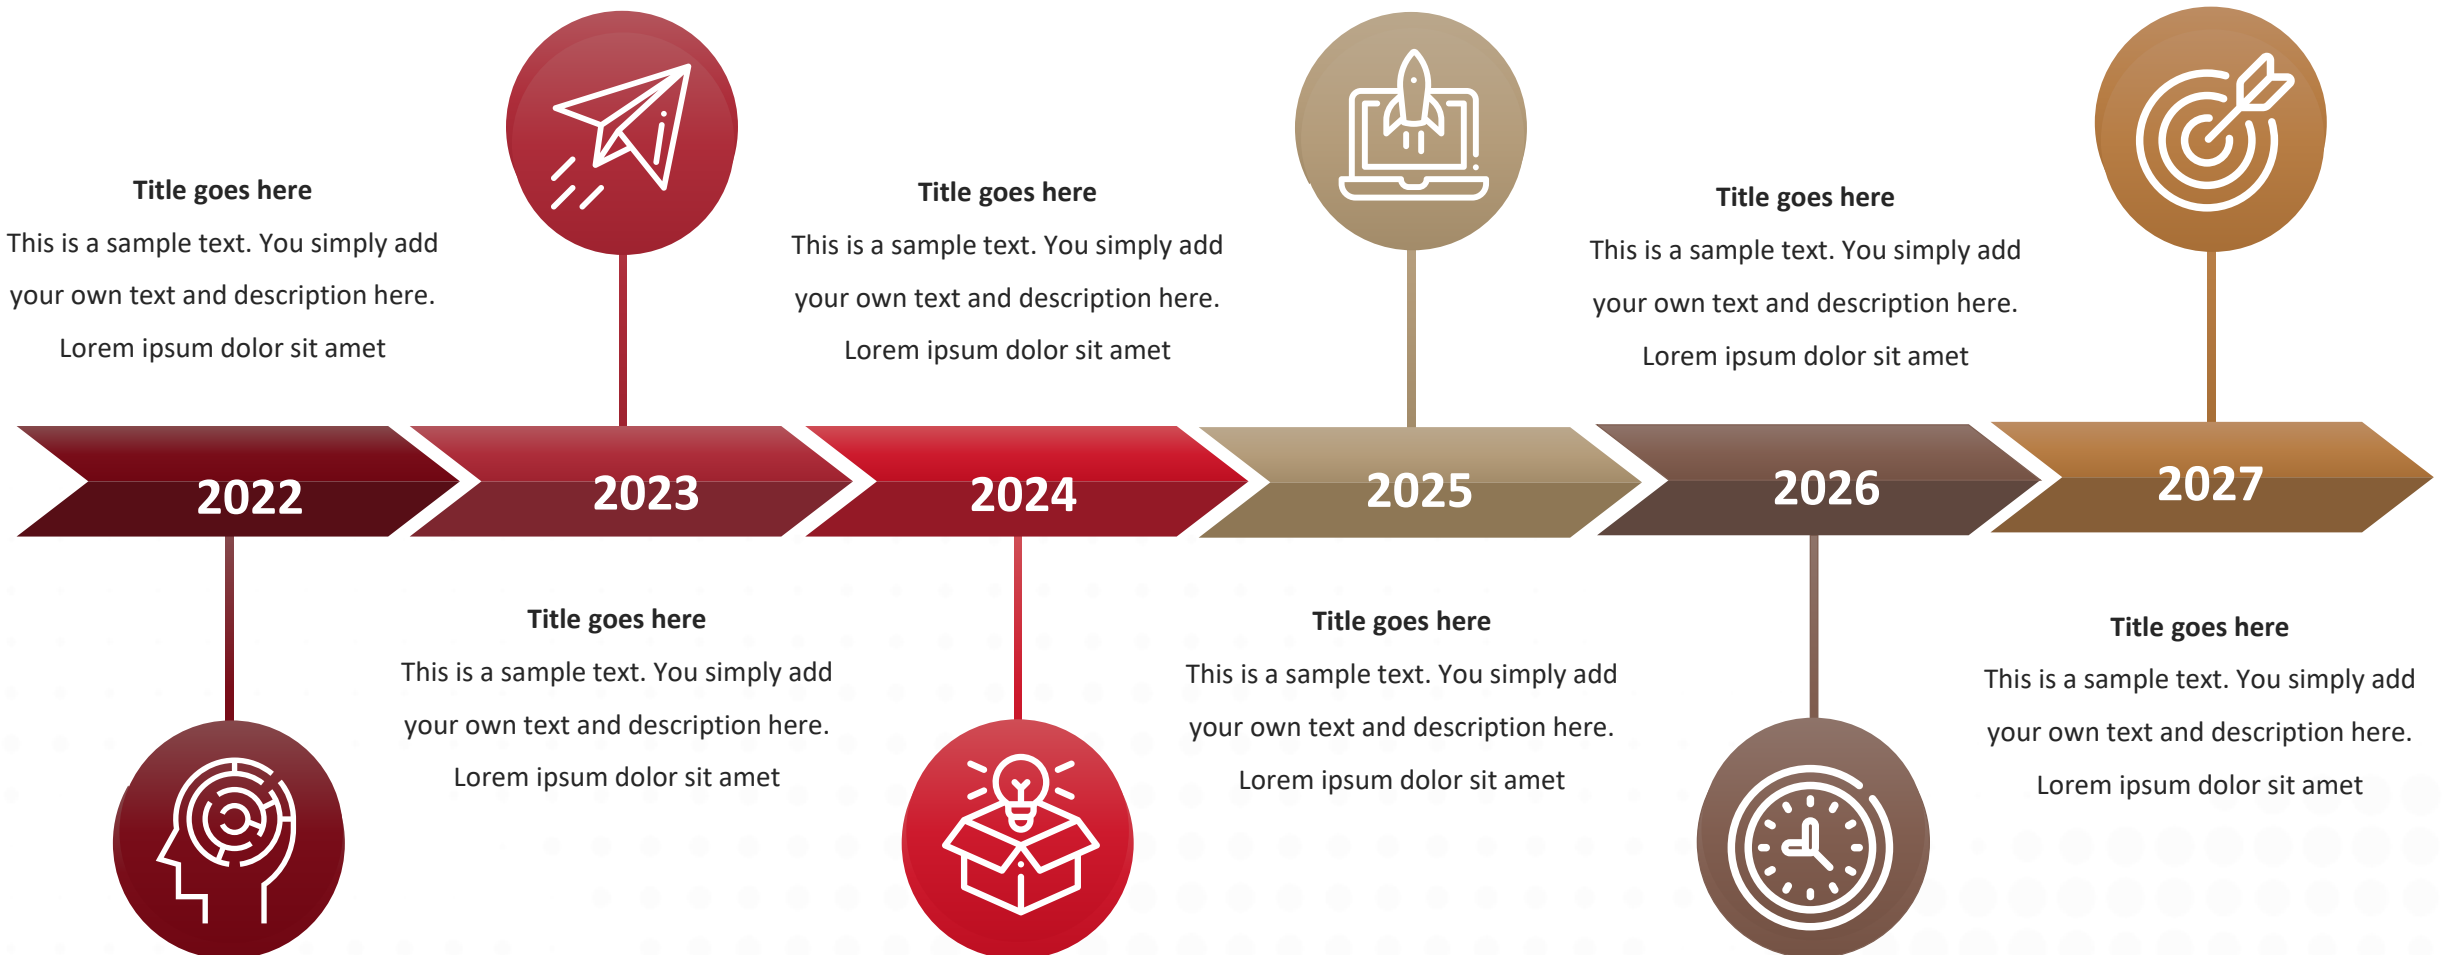 Title goes here
This is a sample text. You simply add
your own text and description here.
Lorem ipsum dolor sit amet
Title goes here
This is a sample text. You simply add
your own text and description here.
Lorem ipsum dolor sit amet
Title goes here
This is a sample text. You simply add
your own text and description here.
Lorem ipsum dolor sit amet
2022
2023
2024
2025
2026
2027
Title goes here
This is a sample text. You simply add
your own text and description here.
Lorem ipsum dolor sit amet
Title goes here
This is a sample text. You simply add
your own text and description here.
Lorem ipsum dolor sit amet
Title goes here
This is a sample text. You simply add
your own text and description here.
Lorem ipsum dolor sit amet